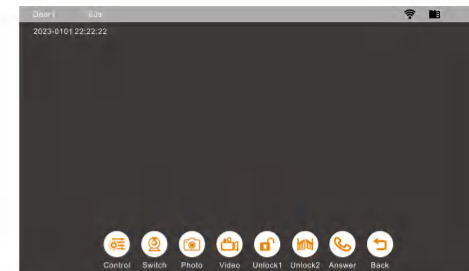 2023-0101 22:22:22
Control Switch Photo Video Unlock1 Unlock2 Answer Back